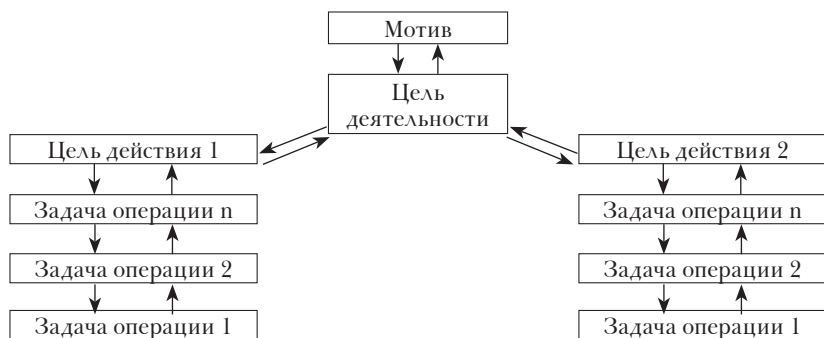 Мотив
Цель
деятельности
Цель действия 1
Цель действия 2
Задача операции n
Задача операции n
Задача операции 2
Задача операции 2
Задача операции 1
Задача операции 1